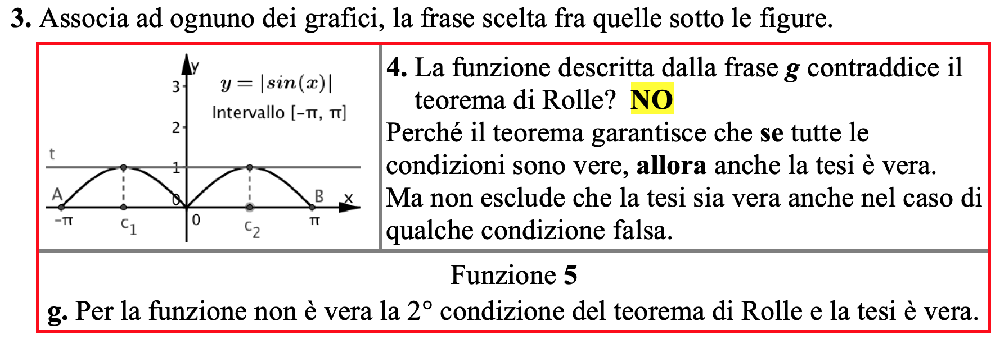 3. Associa ad ognuno dei grafici, la frase scelta fra quelle sotto le figure.
y
3
y = |sin(x)|
Intervallo [-π, π]
2
t
1
A
0
B
x
-π
c₁
0
c₂
π
4. La funzione descritta dalla frase g contraddice il
teorema di Rolle? NO
Perché il teorema garantisce che se tutte le
condizioni sono vere, allora anche la tesi è vera.
Ma non esclude che la tesi sia vera anche nel caso di
qualche condizione falsa.
Funzione 5
g. Per la funzione non è vera la 2° condizione del teorema di Rolle e la tesi è vera.